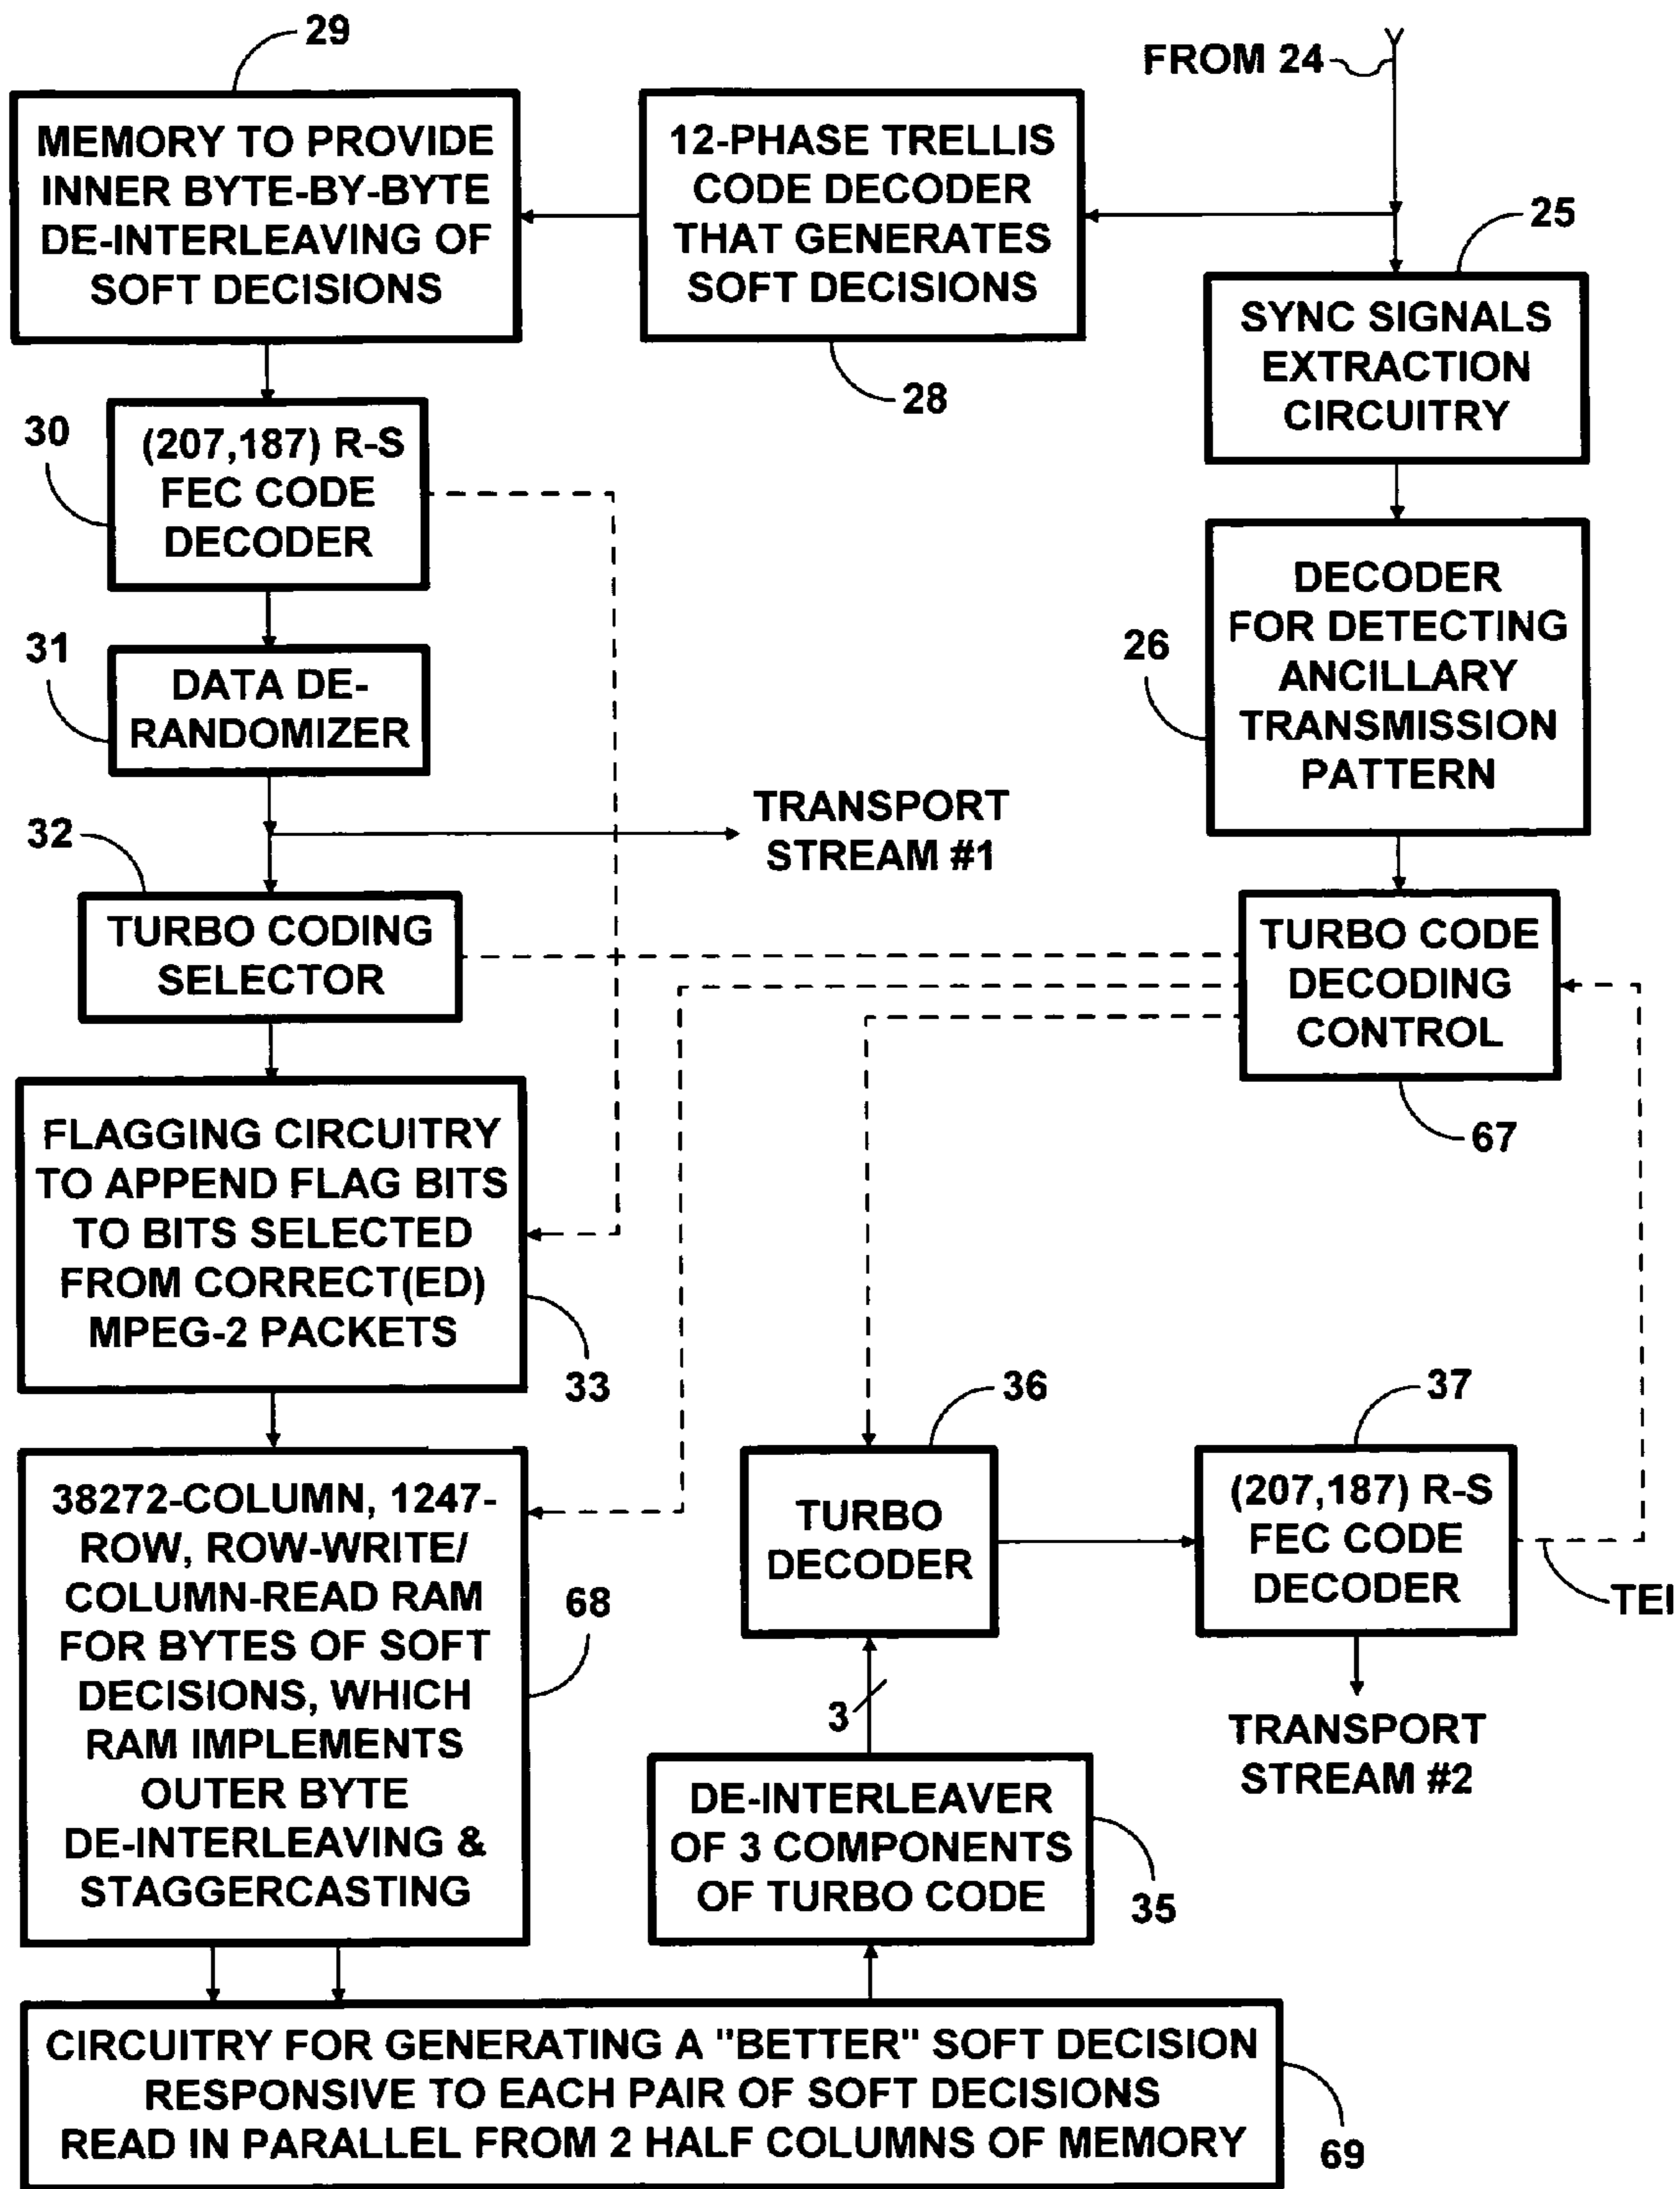 29
FROM 24
MEMORY TO PROVIDE
INNER BYTE-BY-BYTE
DE-INTERLEAVING OF
SOFT DECISIONS
12-PHASE TRELLIS
CODE DECODER
THAT GENERATES
SOFT DECISIONS
28
25
SYNC SIGNALS
EXTRACTION
CIRCUITRY
30
(207,187) R-S
FEC CODE
DECODER
26
DECODER
FOR DETECTING
ANCILLARY
TRANSMISSION
PATTERN
31
DATA DE-
RANDOMIZER
TRANSPORT
STREAM #1
32
TURBO CODING
SELECTOR
TURBO CODE
DECODING
CONTROL
67
FLAGGING CIRCUITRY
TO APPEND FLAG BITS
TO BITS SELECTED
FROM CORRECT(ED)
MPEG-2 PACKETS
33
36
TURBO
DECODER
37
(207,187) R-S
FEC CODE
DECODER
TEI
TRANSPORT
STREAM #2
38272-COLUMN, 1247-
ROW, ROW-WRITE/
COLUMN-READ RAM
FOR BYTES OF SOFT
DECISIONS, WHICH
RAM IMPLEMENTS
OUTER BYTE
DE-INTERLEAVING &
STAGGERCASTING
68
3
DE-INTERLEAVER
OF 3 COMPONENTS
OF TURBO CODE
35
CIRCUITRY FOR GENERATING A "BETTER" SOFT DECISION
RESPONSIVE TO EACH PAIR OF SOFT DECISIONS
READ IN PARALLEL FROM 2 HALF COLUMNS OF MEMORY
69